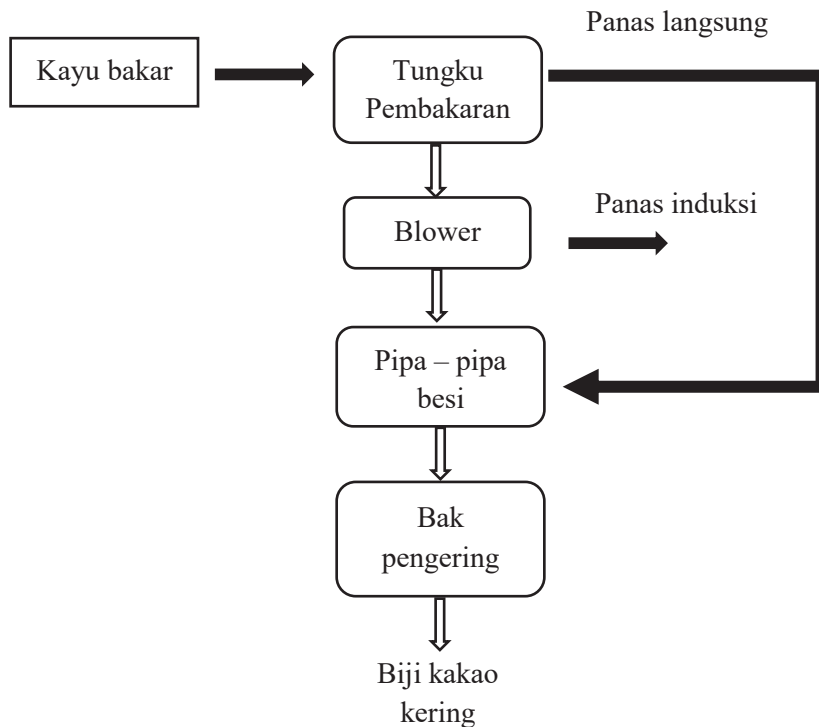 Panas langsung
Kayu bakar
Tungku
Pembakaran
Panas induksi
Blower
Pipa – pipa
besi
Bak
pengering
Biji kakao
kering